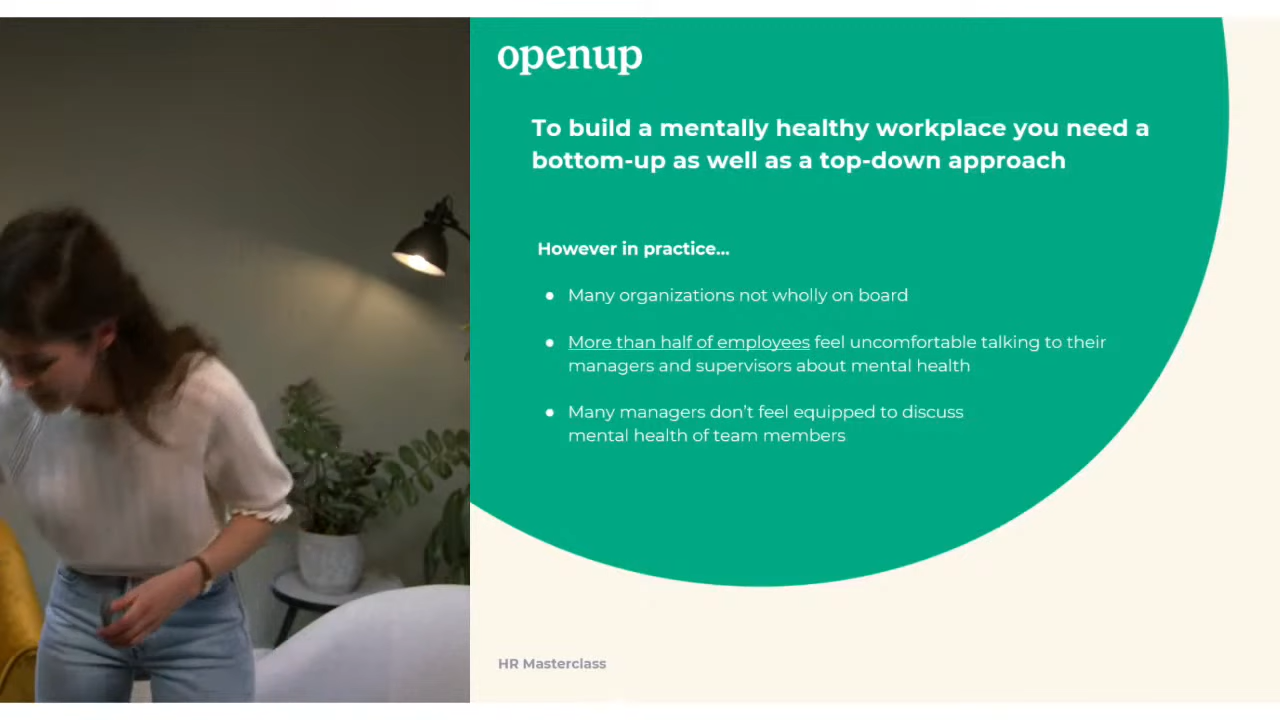 openup
To build a mentally healthy workplace you need a
bottom-up as well as a top-down approach
However in practice...
● Many organizations not wholly on board
● More than half of employees feel uncomfortable talking to their
managers and supervisors about mental health
● Many managers don't feel equipped to discuss
mental health of team members
HR Masterclass